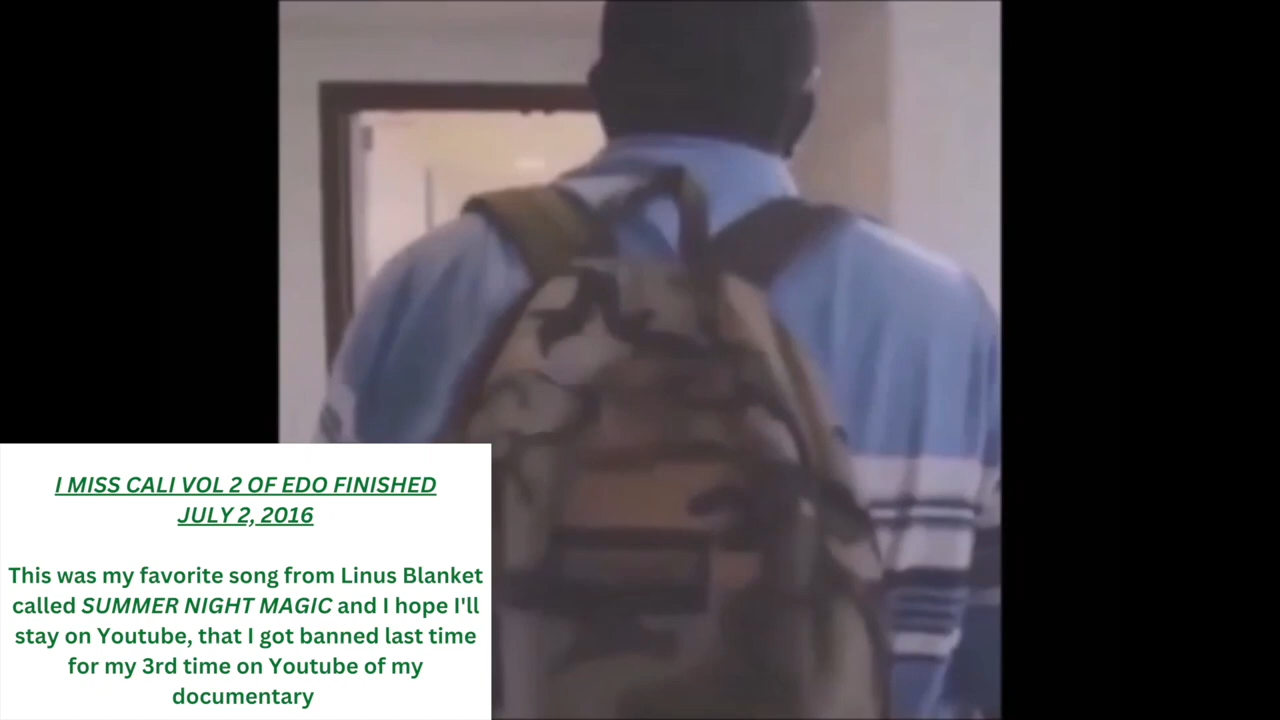 I MISS CALI VOL 2 OF EDO FINISHED
JULY 2, 2016
This was my favorite song from Linus Blanket
called SUMMER NIGHT MAGIC and I hope I'll
stay on Youtube, that I got banned last time
for my 3rd time on Youtube of my
documentary